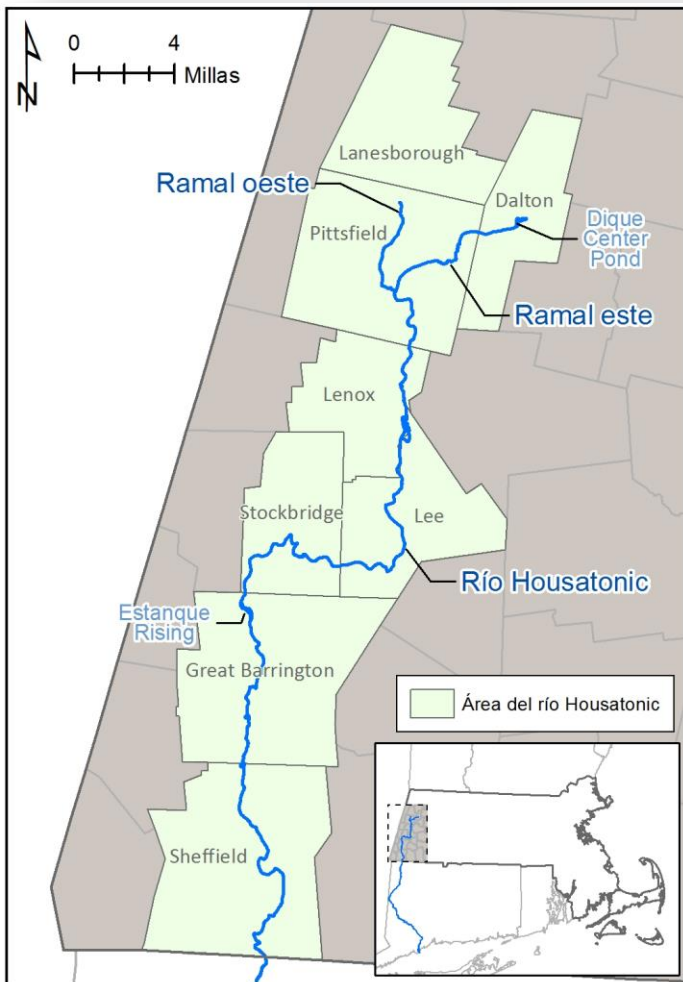 0 4
Millas
N
Lanesborough
Ramal oeste
Dalton
Pittsfield
Dique
Center
Pond
Ramal este
Lenox
Stockbridge
Lee
Río Housatonic
Estanque
Rising
Great Barrington
Área del río Housatonic
Sheffield